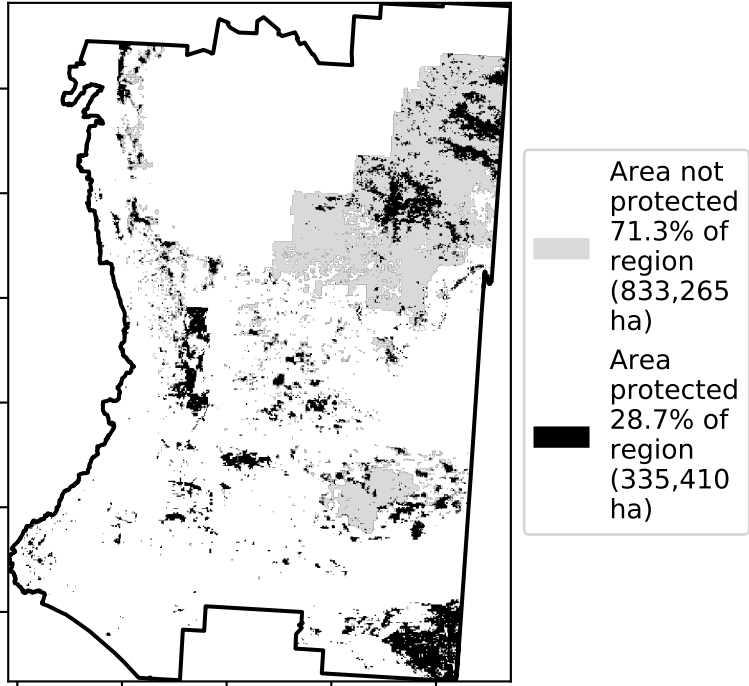 Area not
protected
71.3% of
region
(833,265
ha)
Area
protected
28.7% of
region
(335,410
ha)